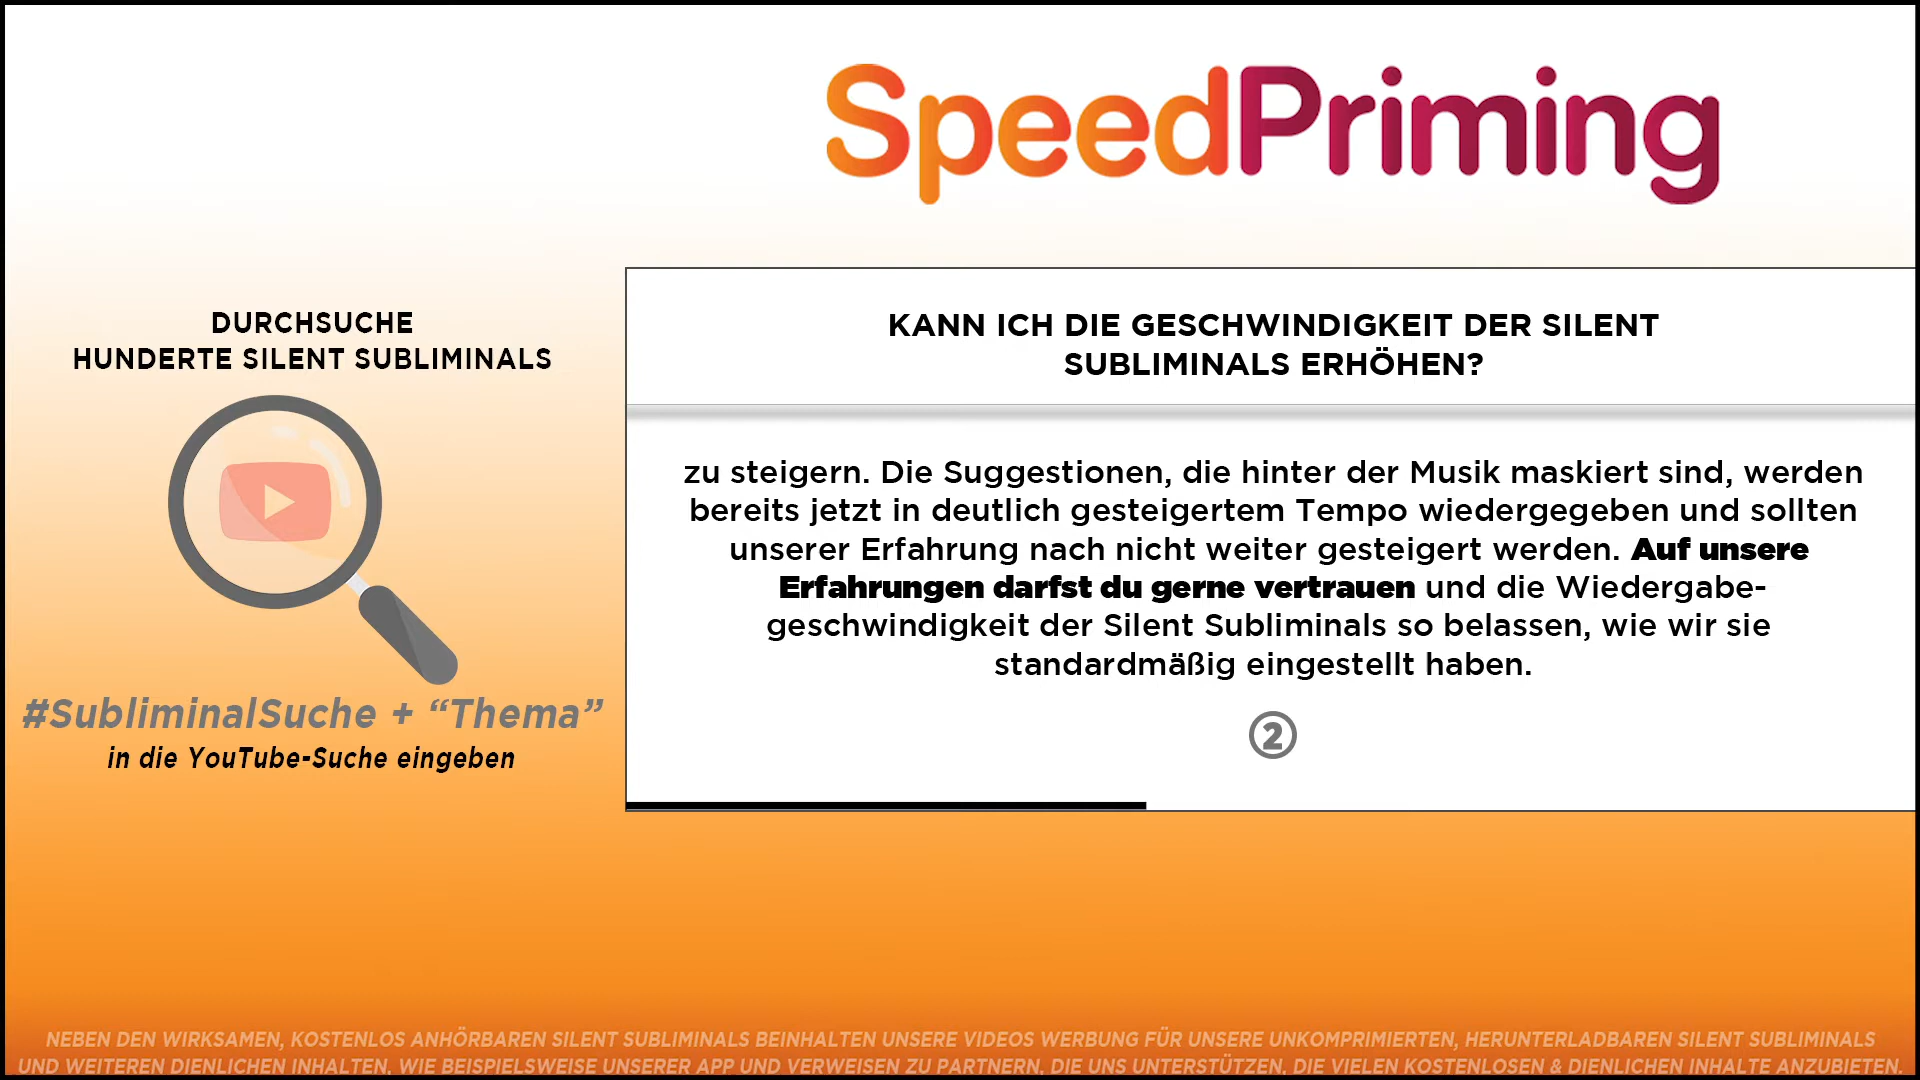 SpeedPriming
DURCHSUCHE
HUNDERTE SILENT SUBLIMINALS
#SubliminalSuche + “Thema”
in die YouTube-Suche eingeben
KANN ICH DIE GESCHWINDIGKEIT DER SILENT
SUBLIMINALS ERHÖHEN?
zu steigern. Die Suggestionen, die hinter der Musik maskiert sind, werden
bereits jetzt in deutlich gesteigertem Tempo wiedergegeben und sollten
unserer Erfahrung nach nicht weiter gesteigert werden. Auf unsere
Erfahrungen darfst du gerne vertrauen und die Wiedergabe-
geschwindigkeit der Silent Subliminals so belassen, wie wir sie
standardmäßig eingestellt haben.
2
NEBEN DEN WIRKSAMEN, KOSTENLOS ANHÖRBAREN SILENT SUBLIMINALS BEINHALTEN UNSERE VIDEOS WERBUNG FÜR UNSERE UNKOMPRIMIERTEN, HERUNTERLADBAREN SILENT SUBLIMINALS
UND WEITEREN DIENLICHEN INHALTEN, WIE BEISPIELSWEISE UNSERER APP UND VERWEISEN ZU PARTNERN, DIE UNS UNTERSTÜTZEN, DIE VIELEN KOSTENLOSEN & DIENLICHEN INHALTE ANZUBIETEN.